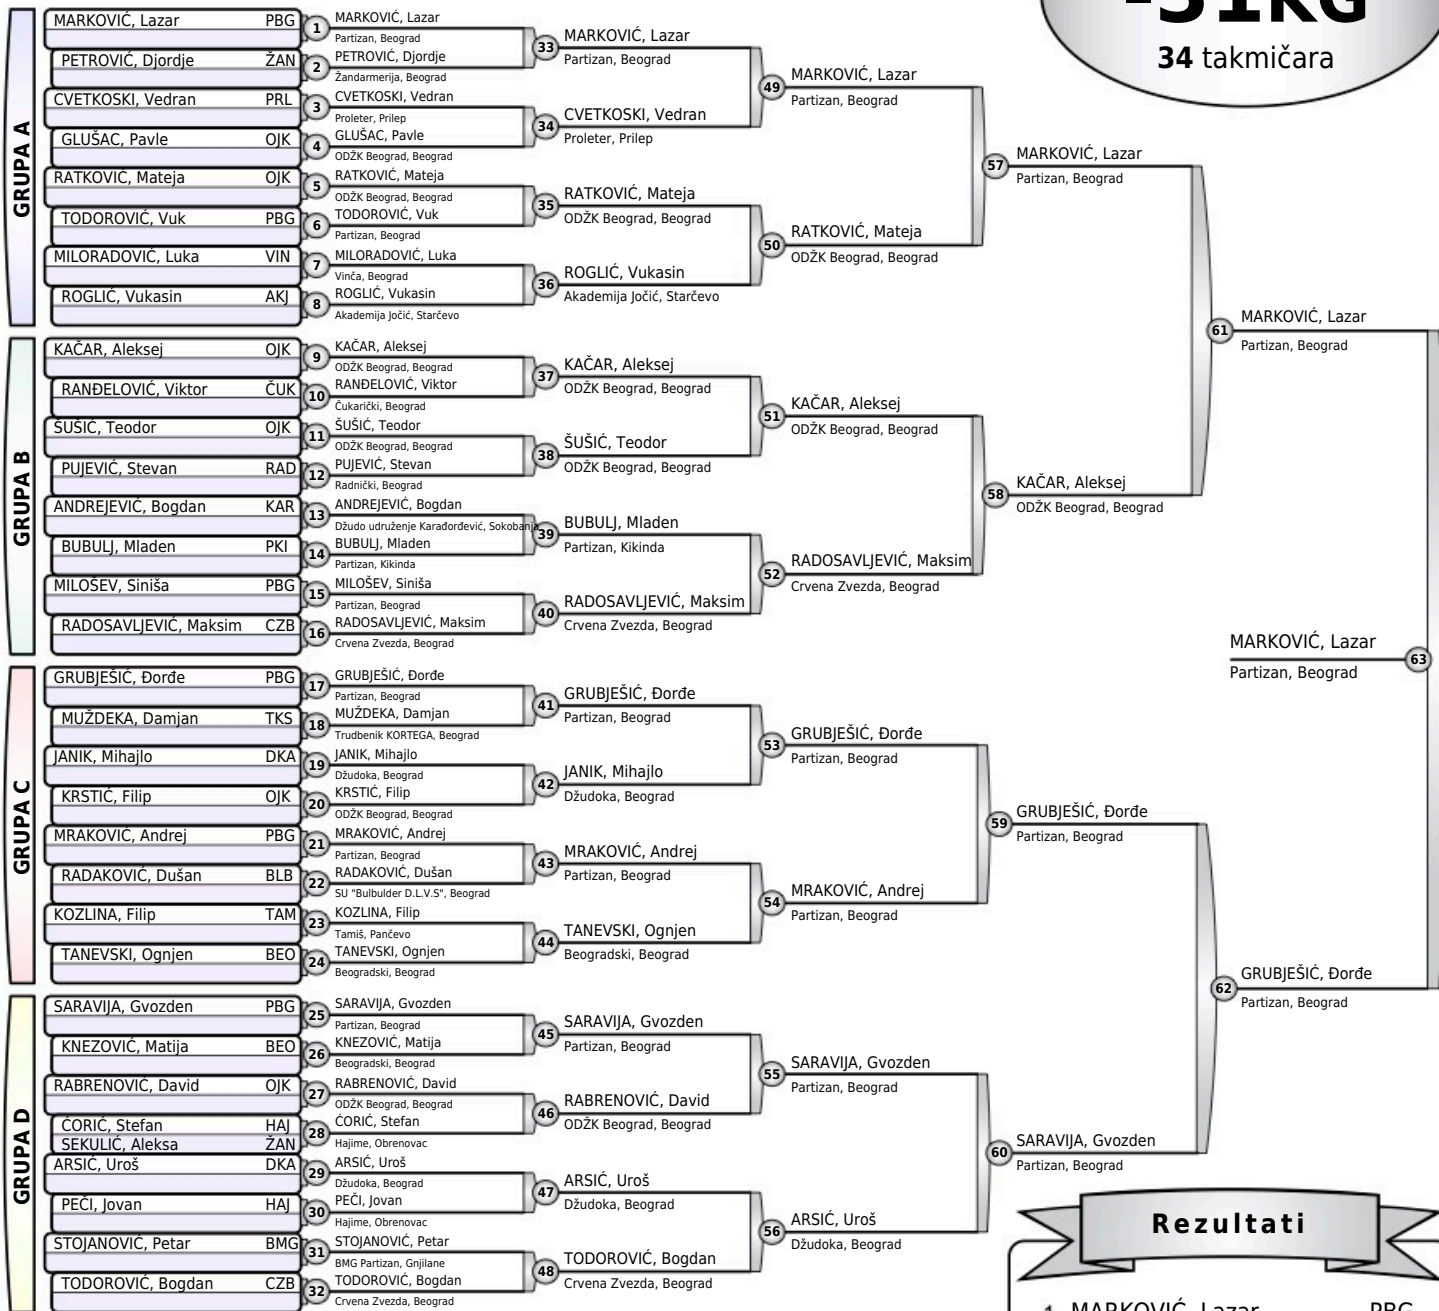 GRUPA A
MARKOVIĆ, Lazar PBG
PETROVIĆ, Djordje ŽAN
CVETKOSKI, Vedran PRL
GLUŠAC, Pavle OJK
RATKOVIĆ, Mateja OJK
TODOROVIĆ, Vuk PBG
MILORADOVIĆ, Luka VIN
ROGLIĆ, Vukasin AKJ
GRUPA B
KAČAR, Aleksej OJK
RANĐELOVIĆ, Viktor ČUK
ŠUŠIĆ, Teodor OJK
PUJEVIĆ, Stevan RAD
ANDREJEVIĆ, Bogdan KAR
BUBULJ, Mladen PKI
MILOŠEV, Siniša PBG
RADOSAVLJEVIĆ, Maksim CZB
GRUPA C
GRUBJEŠIĆ, Đorđe PBG
MUŽDEKA, Damjan TKS
JANIK, Mihajlo DKA
KRSTIĆ, Filip OJK
MRAKOVIĆ, Andrej PBG
RADAKOVIĆ, Dušan BLB
KOZLINA, Filip TAM
TANEVSKI, Ognjen BEO
GRUPA D
SARAVIJA, Gvozden PBG
KNEZOVIĆ, Matija BEO
RABRENOVIĆ, David OJK
ĆORIĆ, Stefan HAJ
SEKULIĆ, Aleksa ŽAN
ARSIĆ, Uroš DKA
PEČI, Jovan HAJ
STOJANOVIĆ, Petar BMG
TODOROVIĆ, Bogdan CZB
1 MARKOVIĆ, Lazar
Partizan, Beograd
2 PETROVIĆ, Djordje
Žandarmerija, Beograd
3 CVETKOSKI, Vedran
Proleter, Prilep
4 GLUŠAC, Pavle
ODŽK Beograd, Beograd
5 RATKOVIĆ, Mateja
ODŽK Beograd, Beograd
6 TODOROVIĆ, Vuk
Partizan, Beograd
7 MILORADOVIĆ, Luka
Vinča, Beograd
8 ROGLIĆ, Vukasin
Akademija Jočić, Starčevo
9 KAČAR, Aleksej
ODŽK Beograd, Beograd
10 RANĐELOVIĆ, Viktor
Čukarički, Beograd
11 ŠUŠIĆ, Teodor
ODŽK Beograd, Beograd
12 PUJEVIĆ, Stevan
Radnički, Beograd
13 ANDREJEVIĆ, Bogdan
Džudo udruženje Karađorđević, Sokobanja
14 BUBULJ, Mladen
Partizan, Kikinda
15 MILOŠEV, Siniša
Partizan, Beograd
16 RADOSAVLJEVIĆ, Maksim
Crvena Zvezda, Beograd
17 GRUBJEŠIĆ, Đorđe
Partizan, Beograd
18 MUŽDEKA, Damjan
Trudbenik KORTEGA, Beograd
19 JANIK, Mihajlo
Džudoka, Beograd
20 KRSTIĆ, Filip
ODŽK Beograd, Beograd
21 MRAKOVIĆ, Andrej
Partizan, Beograd
22 RADAKOVIĆ, Dušan
SU "Bulbulder D.L.V.S", Beograd
23 KOZLINA, Filip
Tamiš, Pančevo
24 TANEVSKI, Ognjen
Beogradski, Beograd
25 SARAVIJA, Gvozden
Partizan, Beograd
26 KNEZOVIĆ, Matija
Beogradski, Beograd
27 RABRENOVIĆ, David
ODŽK Beograd, Beograd
28 ĆORIĆ, Stefan
Hajime, Obrenovac
29 ARSIĆ, Uroš
Džudoka, Beograd
30 PEČI, Jovan
Hajime, Obrenovac
31 STOJANOVIĆ, Petar
BMG Partizan, Gnjilane
32 TODOROVIĆ, Bogdan
Crvena Zvezda, Beograd
33 MARKOVIĆ, Lazar
Partizan, Beograd
34 CVETKOSKI, Vedran
Proleter, Prilep
35 RATKOVIĆ, Mateja
ODŽK Beograd, Beograd
36 ROGLIĆ, Vukasin
Akademija Jočić, Starčevo
37 KAČAR, Aleksej
ODŽK Beograd, Beograd
38 ŠUŠIĆ, Teodor
ODŽK Beograd, Beograd
39 BUBULJ, Mladen
Partizan, Kikinda
40 RADOSAVLJEVIĆ, Maksim
Crvena Zvezda, Beograd
41 GRUBJEŠIĆ, Đorđe
Partizan, Beograd
42 JANIK, Mihajlo
Džudoka, Beograd
43 MRAKOVIĆ, Andrej
Partizan, Beograd
44 TANEVSKI, Ognjen
Beogradski, Beograd
45 SARAVIJA, Gvozden
Partizan, Beograd
46 RABRENOVIĆ, David
ODŽK Beograd, Beograd
47 ARSIĆ, Uroš
Džudoka, Beograd
48 TODOROVIĆ, Bogdan
Crvena Zvezda, Beograd
49 MARKOVIĆ, Lazar
Partizan, Beograd
50 RATKOVIĆ, Mateja
ODŽK Beograd, Beograd
51 KAČAR, Aleksej
ODŽK Beograd, Beograd
52 RADOSAVLJEVIĆ, Maksim
Crvena Zvezda, Beograd
53 GRUBJEŠIĆ, Đorđe
Partizan, Beograd
54 MRAKOVIĆ, Andrej
Partizan, Beograd
55 SARAVIJA, Gvozden
Partizan, Beograd
56 ARSIĆ, Uroš
Džudoka, Beograd
57 MARKOVIĆ, Lazar
Partizan, Beograd
58 KAČAR, Aleksej
ODŽK Beograd, Beograd
59 GRUBJEŠIĆ, Đorđe
Partizan, Beograd
60 SARAVIJA, Gvozden
Partizan, Beograd
61 MARKOVIĆ, Lazar
Partizan, Beograd
62 GRUBJEŠIĆ, Đorđe
Partizan, Beograd
MARKOVIĆ, Lazar 63
Partizan, Beograd
34 takmičara
Rezultati
1 MARKOVIĆ, Lazar PBG